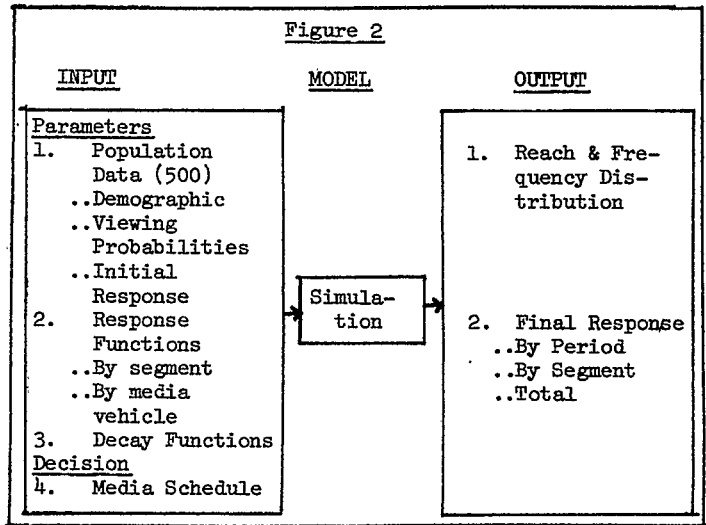 Figure 2
INPUT
MODEL
OUTPUT
Parameters
1. Population
Data (500)
..Demographic
..Viewing
Probabilities
..Initial
Response
2. Response
Functions
..By segment
..By media
vehicle
3. Decay Functions
Decision
4. Media Schedule
Simula-
tion
1. Reach & Fre-
quency Dis-
tribution
2. Final Response
..By Period
..By Segment
..Total